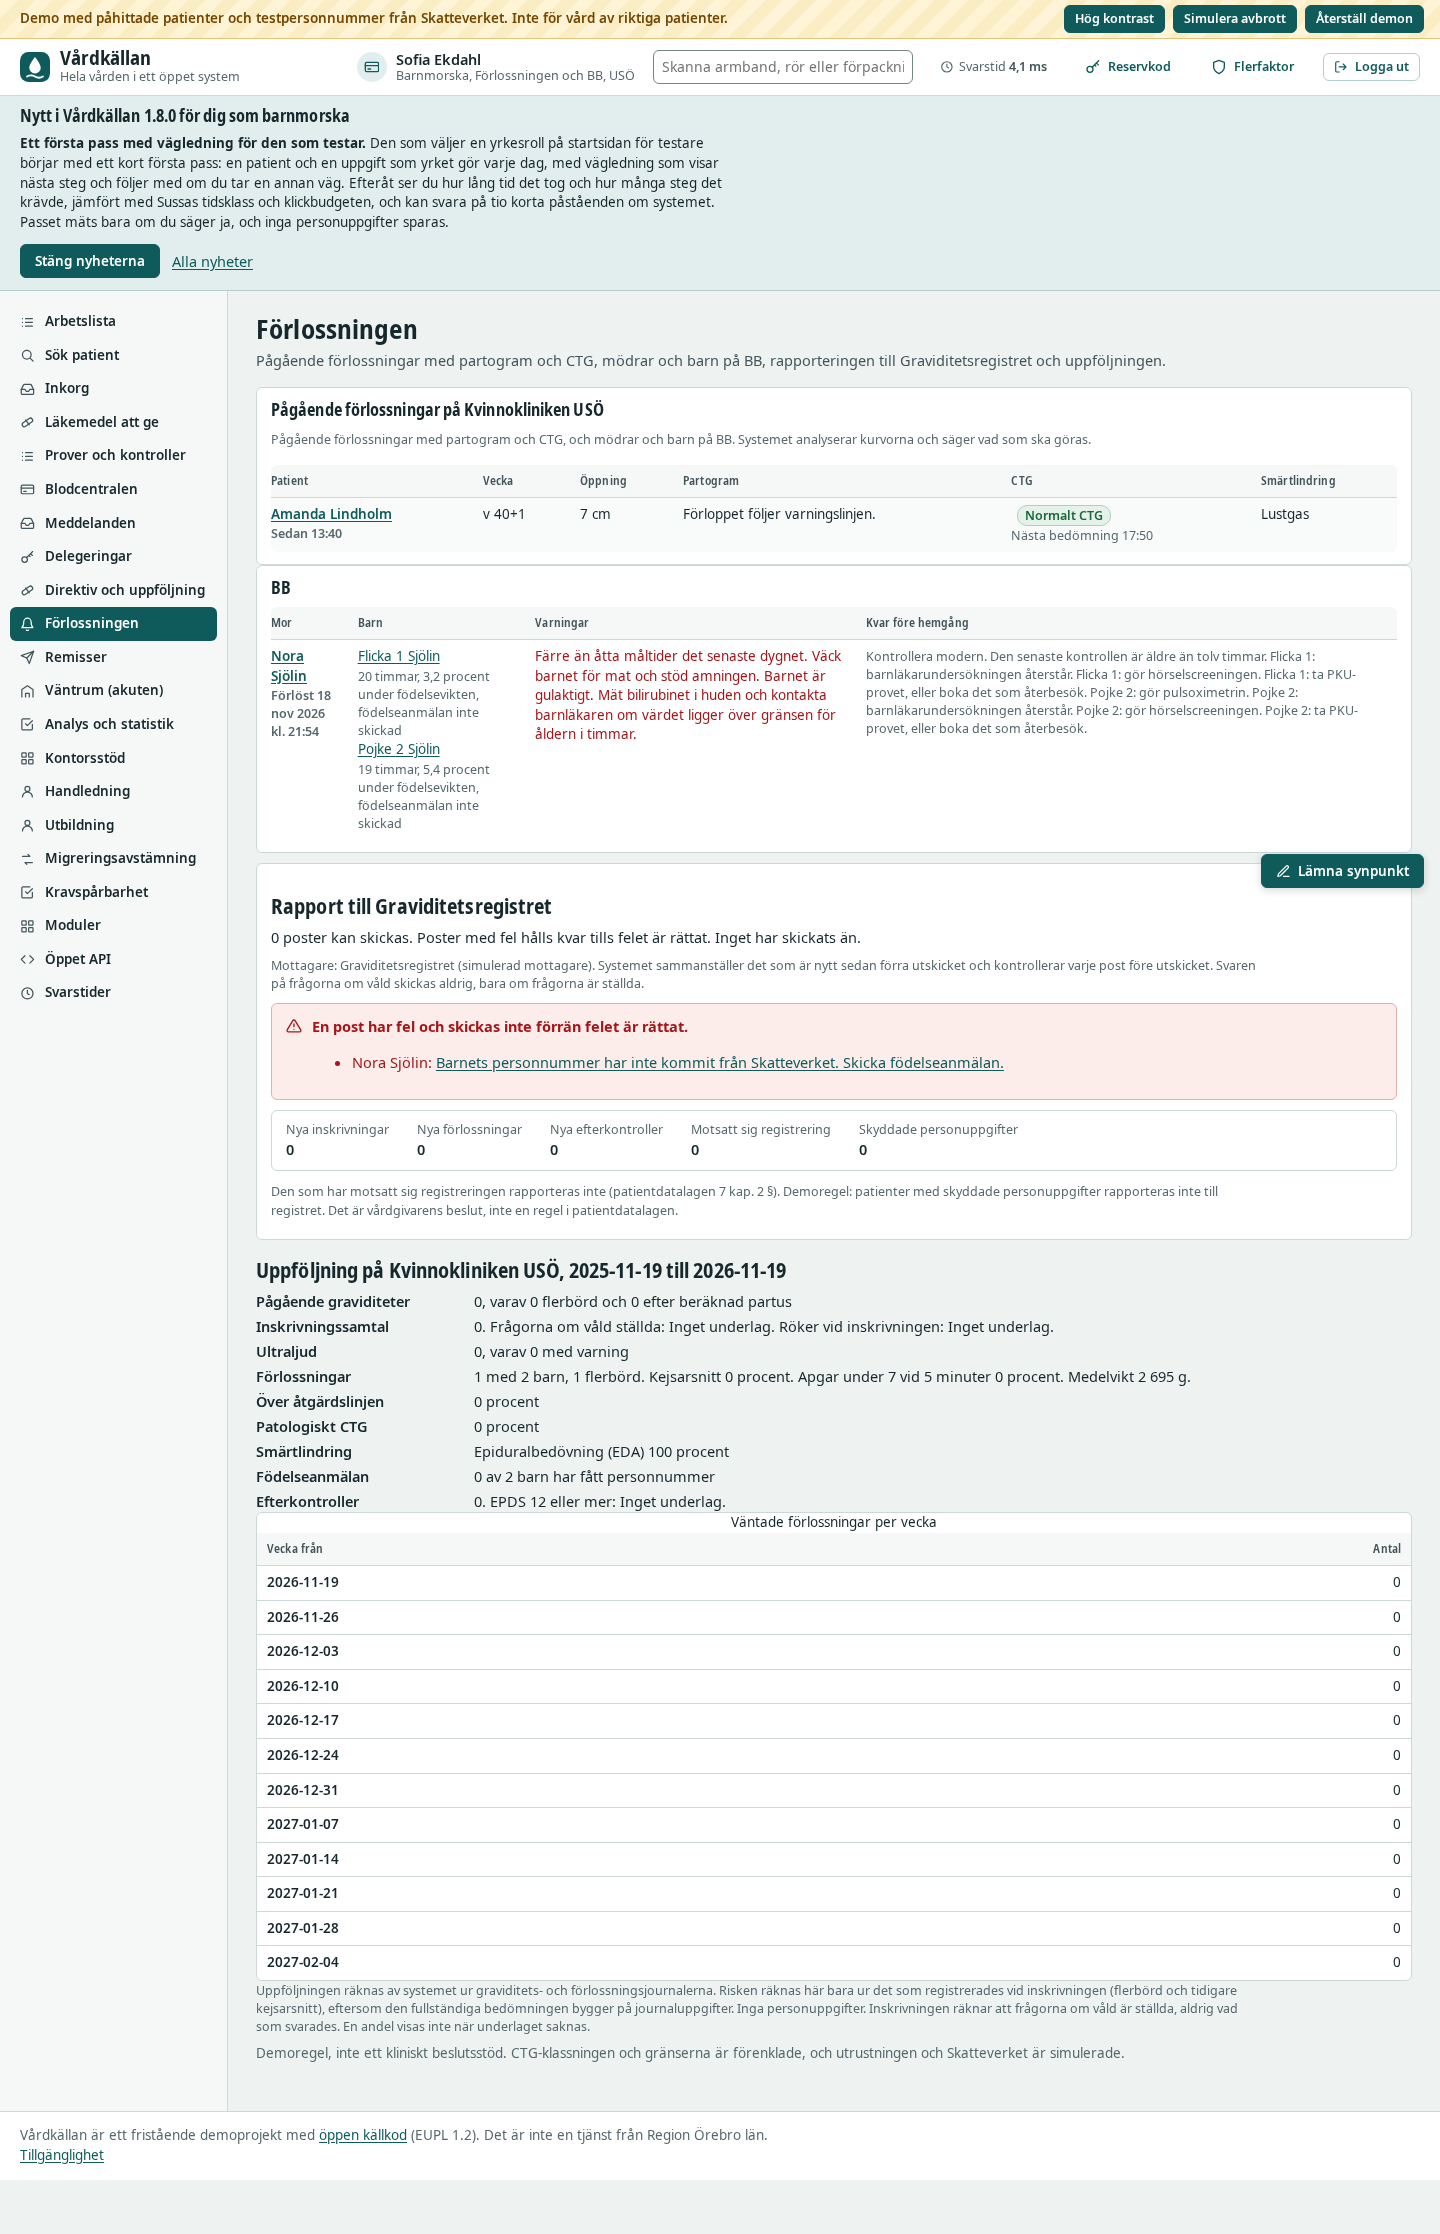 Demo med påhittade patienter och testpersonnummer från Skatteverket. Inte för vård av riktiga patienter.
Hög kontrast
Simulera avbrott
Återställ demon
Vårdkällan
Hela vården i ett öppet system
Sofia Ekdahl
Barnmorska, Förlossningen och BB, USÖ
Skanna armband, rör eller förpackni
Svarstid 4,1 ms
Reservkod
Flerfaktor
Logga ut
Nytt i Vårdkällan 1.8.0 för dig som barnmorska
Ett första pass med vägledning för den som testar. Den som väljer en yrkesroll på startsidan för testare
börjar med ett kort första pass: en patient och en uppgift som yrket gör varje dag, med vägledning som visar
nästa steg och följer med om du tar en annan väg. Efteråt ser du hur lång tid det tog och hur många steg det
krävde, jämfört med Sussas tidsklass och klickbudgeten, och kan svara på tio korta påståenden om systemet.
Passet mäts bara om du säger ja, och inga personuppgifter sparas.
Stäng nyheterna
Alla nyheter
Arbetslista
Sök patient
Inkorg
Läkemedel att ge
Prover och kontroller
Blodcentralen
Meddelanden
Delegeringar
Direktiv och uppföljning
Förlossningen
Remisser
Väntrum (akuten)
Analys och statistik
Kontorsstöd
Handledning
Utbildning
Migreringsavstämning
Kravspårbarhet
Moduler
Öppet API
Svarstider
Förlossningen
Pågående förlossningar med partogram och CTG, mödrar och barn på BB, rapporteringen till Graviditetsregistret och uppföljningen.
Pågående förlossningar på Kvinnokliniken USÖ
Pågående förlossningar med partogram och CTG, och mödrar och barn på BB. Systemet analyserar kurvorna och säger vad som ska göras.
Patient
Vecka
Öppning
Partogram
CTG
Smärtlindring
Amanda Lindholm
Sedan 13:40
v 40+1
7 cm
Förloppet följer varningslinjen.
Normalt CTG
Nästa bedömning 17:50
Lustgas
BB
Mor
Barn
Varningar
Kvar före hemgång
Nora
Sjölin
Förlöst 18
nov 2026
kl. 21:54
Flicka 1 Sjölin
20 timmar, 3,2 procent
under födelsevikten,
födelseanmälan inte
skickad
Pojke 2 Sjölin
19 timmar, 5,4 procent
under födelsevikten,
födelseanmälan inte
skickad
Färre än åtta måltider det senaste dygnet. Väck
barnet för mat och stöd amningen. Barnet är
gulaktigt. Mät bilirubinet i huden och kontakta
barnläkaren om värdet ligger över gränsen för
åldern i timmar.
Kontrollera modern. Den senaste kontrollen är äldre än tolv timmar. Flicka 1:
barnläkarundersökningen återstår. Flicka 1: gör hörselscreeningen. Flicka 1: ta PKU-
provet, eller boka det som återbesök. Pojke 2: gör pulsoximetrin. Pojke 2:
barnläkarundersökningen återstår. Pojke 2: gör hörselscreeningen. Pojke 2: ta PKU-
provet, eller boka det som återbesök.
Lämna synpunkt
Rapport till Graviditetsregistret
0 poster kan skickas. Poster med fel hålls kvar tills felet är rättat. Inget har skickats än.
Mottagare: Graviditetsregistret (simulerad mottagare). Systemet sammanställer det som är nytt sedan förra utskicket och kontrollerar varje post före utskicket. Svaren
på frågorna om våld skickas aldrig, bara om frågorna är ställda.
En post har fel och skickas inte förrän felet är rättat.
• Nora Sjölin: Barnets personnummer har inte kommit från Skatteverket. Skicka födelseanmälan.
Nya inskrivningar
0
Nya förlossningar
0
Nya efterkontroller
0
Motsatt sig registrering
0
Skyddade personuppgifter
0
Den som har motsatt sig registreringen rapporteras inte (patientdatalagen 7 kap. 2 §). Demoregel: patienter med skyddade personuppgifter rapporteras inte till
registret. Det är vårdgivarens beslut, inte en regel i patientdatalagen.
Uppföljning på Kvinnokliniken USÖ, 2025-11-19 till 2026-11-19
Pågående graviditeter 0, varav 0 flerbörd och 0 efter beräknad partus
Inskrivningssamtal 0. Frågorna om våld ställda: Inget underlag. Röker vid inskrivningen: Inget underlag.
Ultraljud 0, varav 0 med varning
Förlossningar 1 med 2 barn, 1 flerbörd. Kejsarsnitt 0 procent. Apgar under 7 vid 5 minuter 0 procent. Medelvikt 2 695 g.
Över åtgärdslinjen 0 procent
Patologiskt CTG 0 procent
Smärtlindring Epiduralbedövning (EDA) 100 procent
Födelseanmälan 0 av 2 barn har fått personnummer
Efterkontroller 0. EPDS 12 eller mer: Inget underlag.
Väntade förlossningar per vecka
Vecka från Antal
2026-11-19 0
2026-11-26 0
2026-12-03 0
2026-12-10 0
2026-12-17 0
2026-12-24 0
2026-12-31 0
2027-01-07 0
2027-01-14 0
2027-01-21 0
2027-01-28 0
2027-02-04 0
Uppföljningen räknas av systemet ur graviditets- och förlossningsjournalerna. Risken räknas här bara ur det som registrerades vid inskrivningen (flerbörd och tidigare
kejsarsnitt), eftersom den fullständiga bedömningen bygger på journaluppgifter. Inga personuppgifter. Inskrivningen räknar att frågorna om våld är ställda, aldrig vad
som svarades. En andel visas inte när underlaget saknas.
Demoregel, inte ett kliniskt beslutsstöd. CTG-klassningen och gränserna är förenklade, och utrustningen och Skatteverket är simulerade.
Vårdkällan är ett fristående demoprojekt med öppen källkod (EUPL 1.2). Det är inte en tjänst från Region Örebro län.
Tillgänglighet